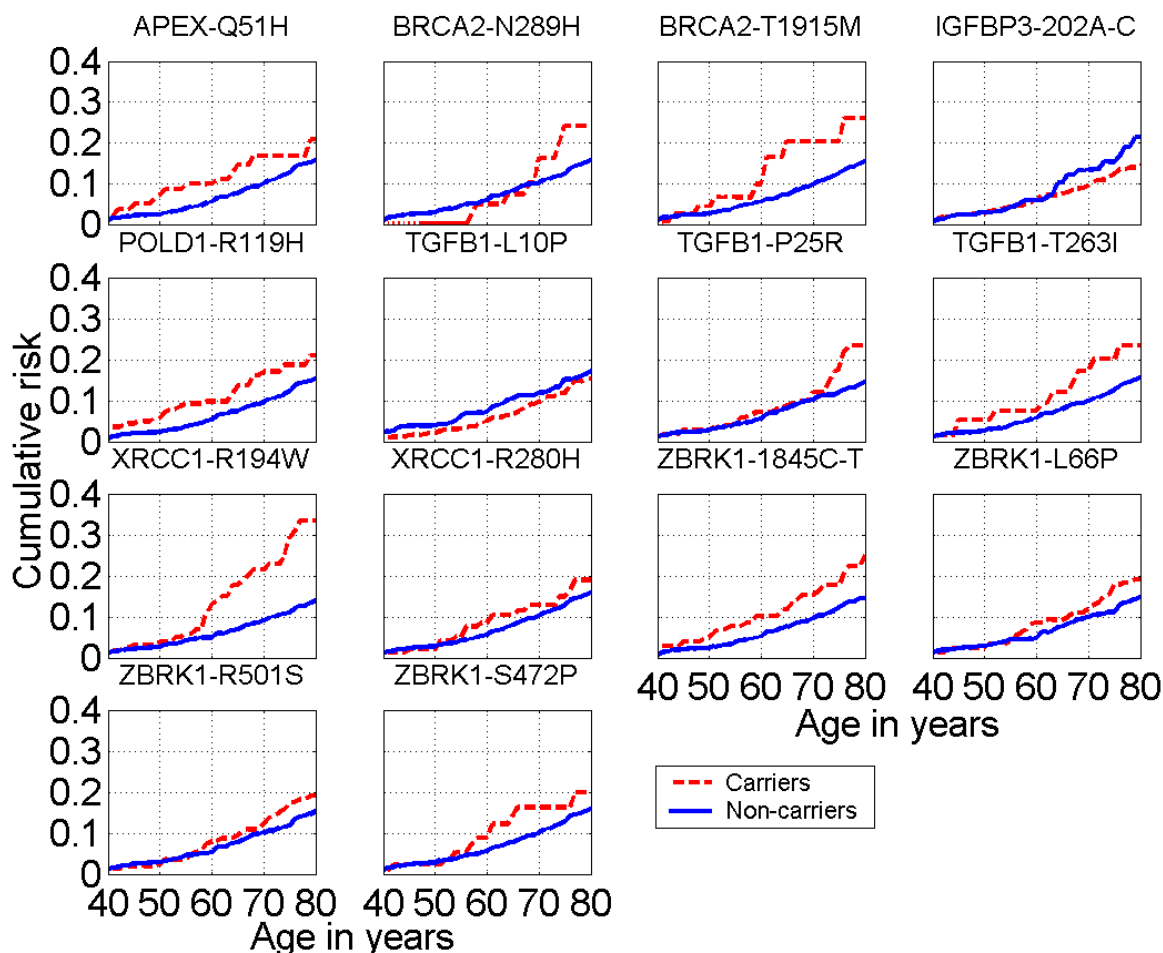 APEX-Q51H BRCA2-N289H BRCA2-T1915M IGFBP3-202A-C
0.4
0.3
0.2
0.1
0
POLD1-R119H TGFB1-L10P TGFB1-P25R TGFB1-T263I
0.4
0.3
0.2
0.1
0
Cumulative risk
XRCC1-R194W XRCC1-R280H ZBRK1-1845C-T ZBRK1-L66P
0.4
0.3
0.2
0.1
0
40 50 60 70 80 40 50 60 70 80
Age in years
ZBRK1-R501S ZBRK1-S472P
0.4
0.3
0.2
0.1
0
40 50 60 70 80 40 50 60 70 80
Age in years
Carriers
Non-carriers